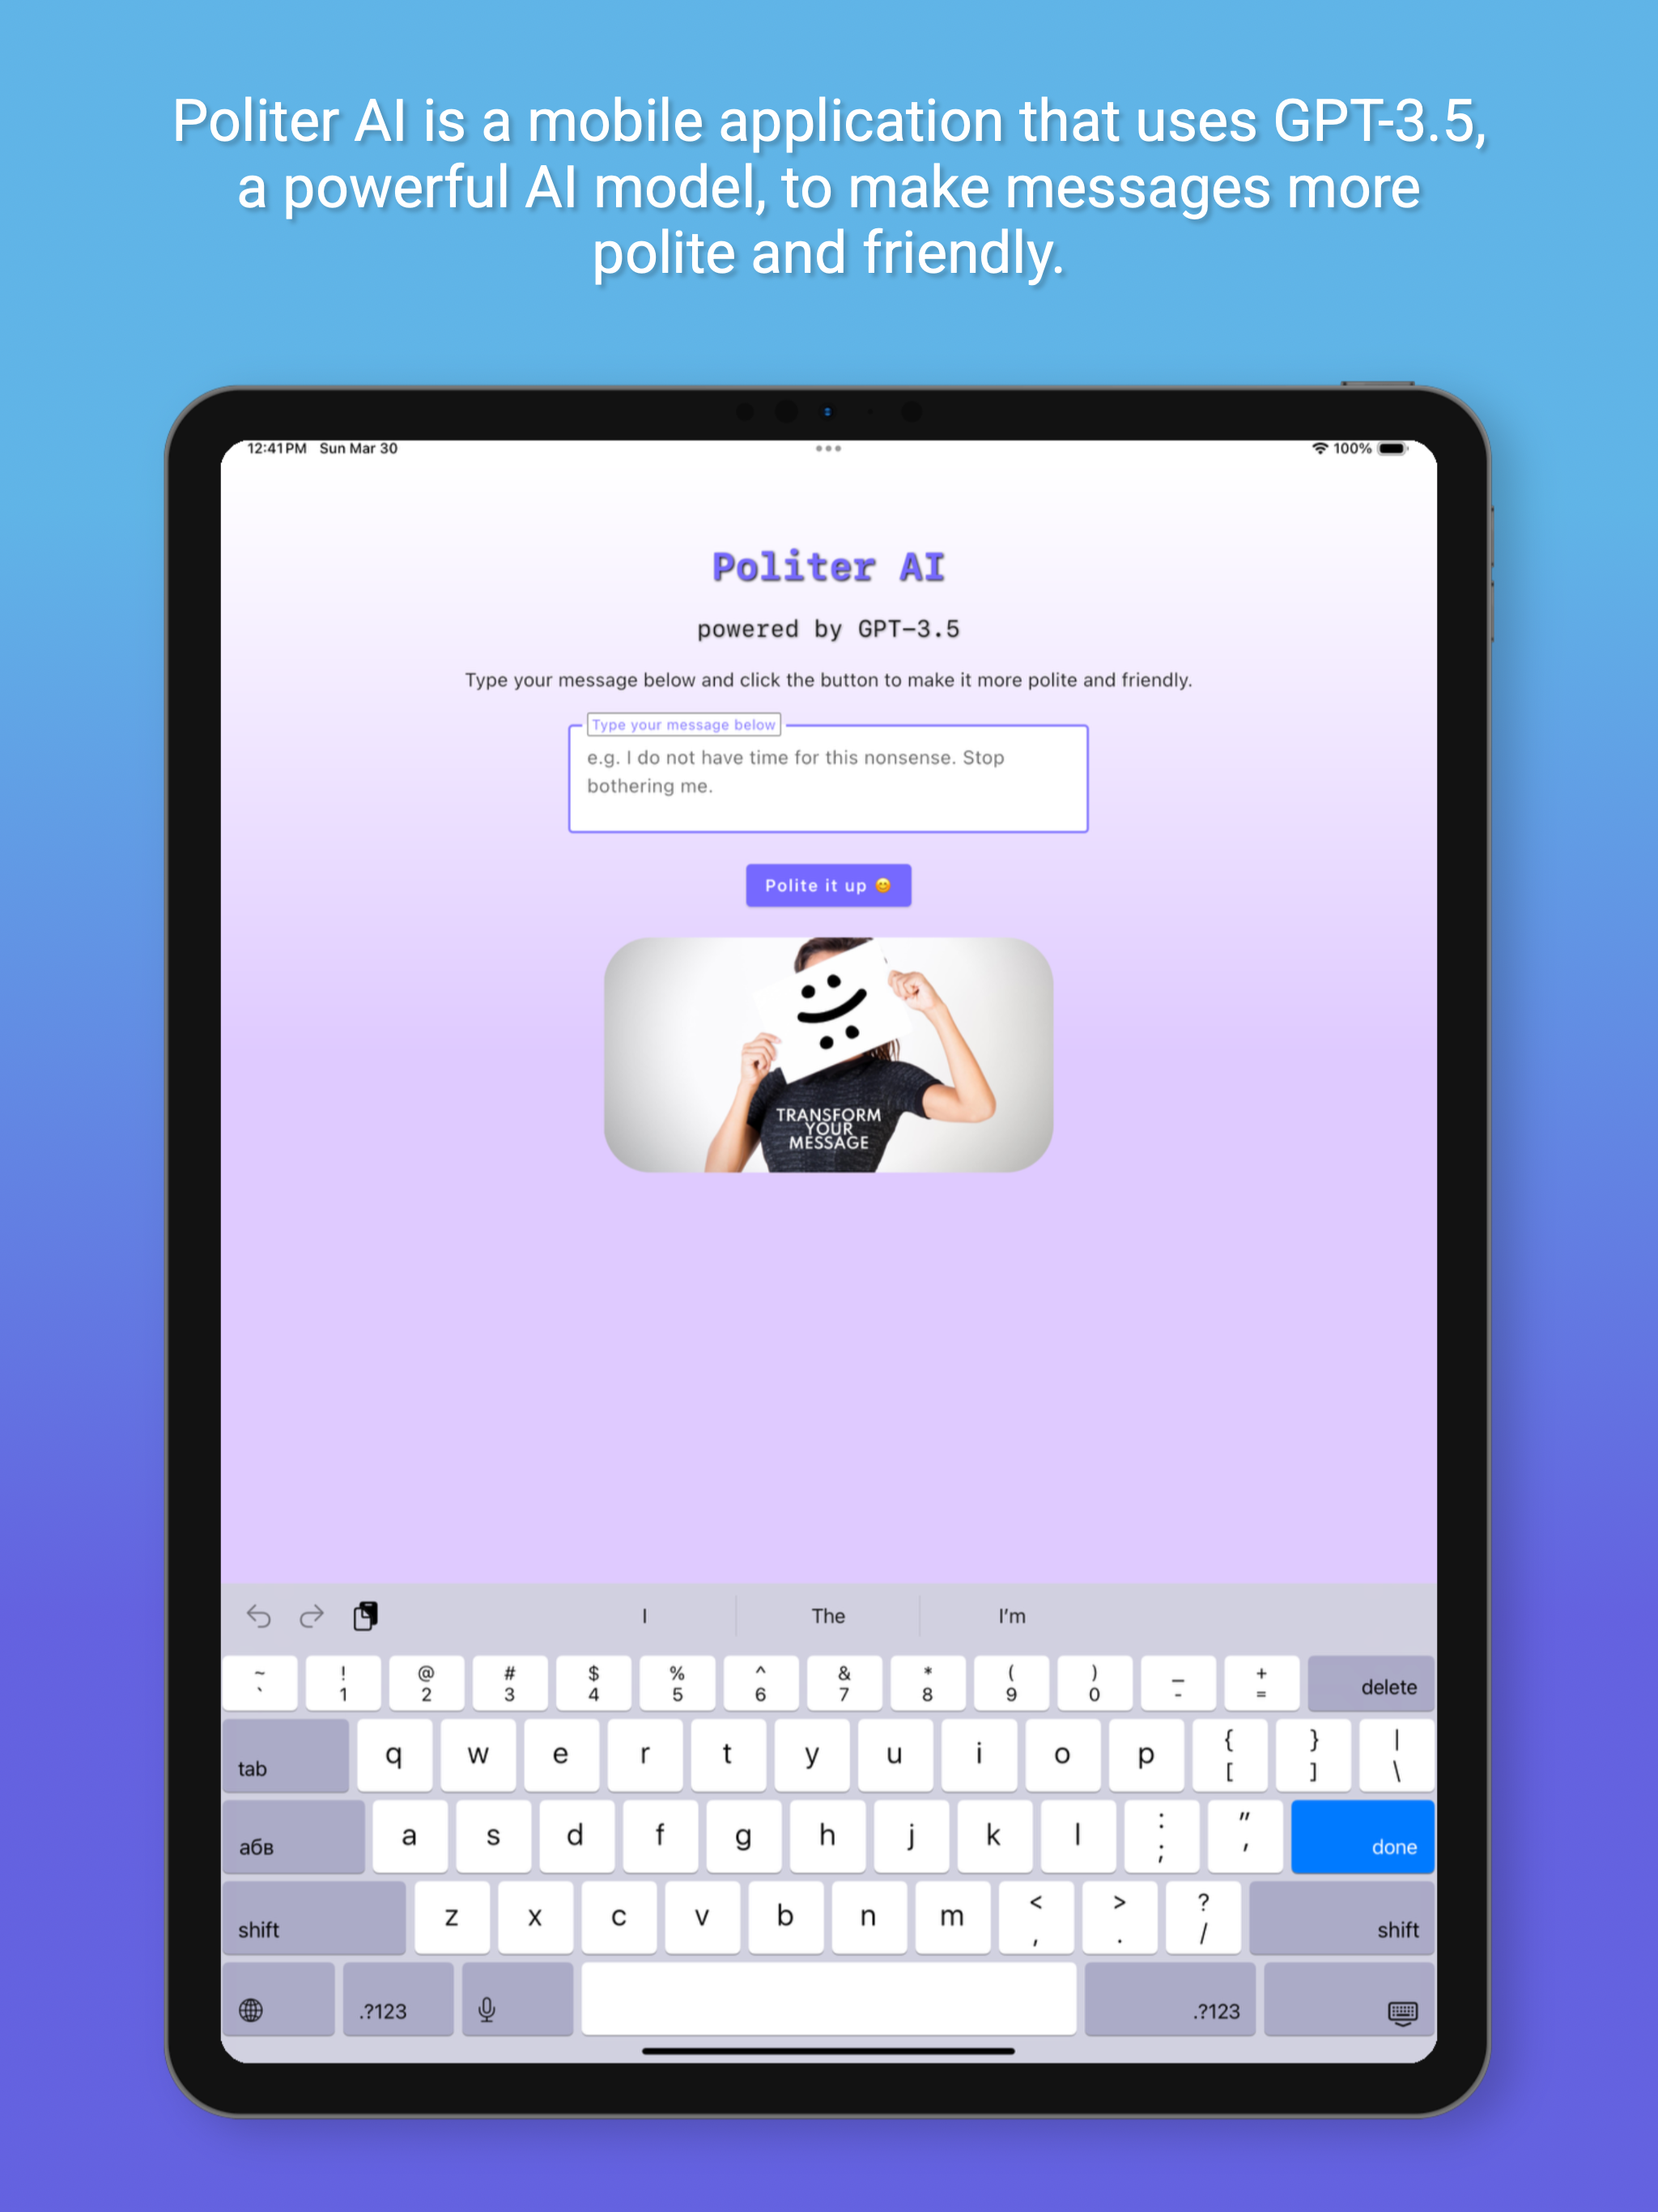 Politer AI is a mobile application that uses GPT-3.5,
a powerful AI model, to make messages more
polite and friendly.
12:41 PM Sun Mar 30
100%
Politer AI
powered by GPT-3.5
Type your message below and click the button to make it more polite and friendly.
Type your message below
e.g. I do not have time for this nonsense. Stop
bothering me.
Polite it up 😊
TRANSFORM
YOUR
MESSAGE
I The I'm
~ ! @ # $ % ^ & * ( ) _ +
` 1 2 3 4 5 6 7 8 9 0 - = delete
tab q w e r t y u i o p { } |
[ ] \
абв a s d f g h j k l : "
; ' done
shift z x c v b n m < > ?
, . / shift
.?123 .?123